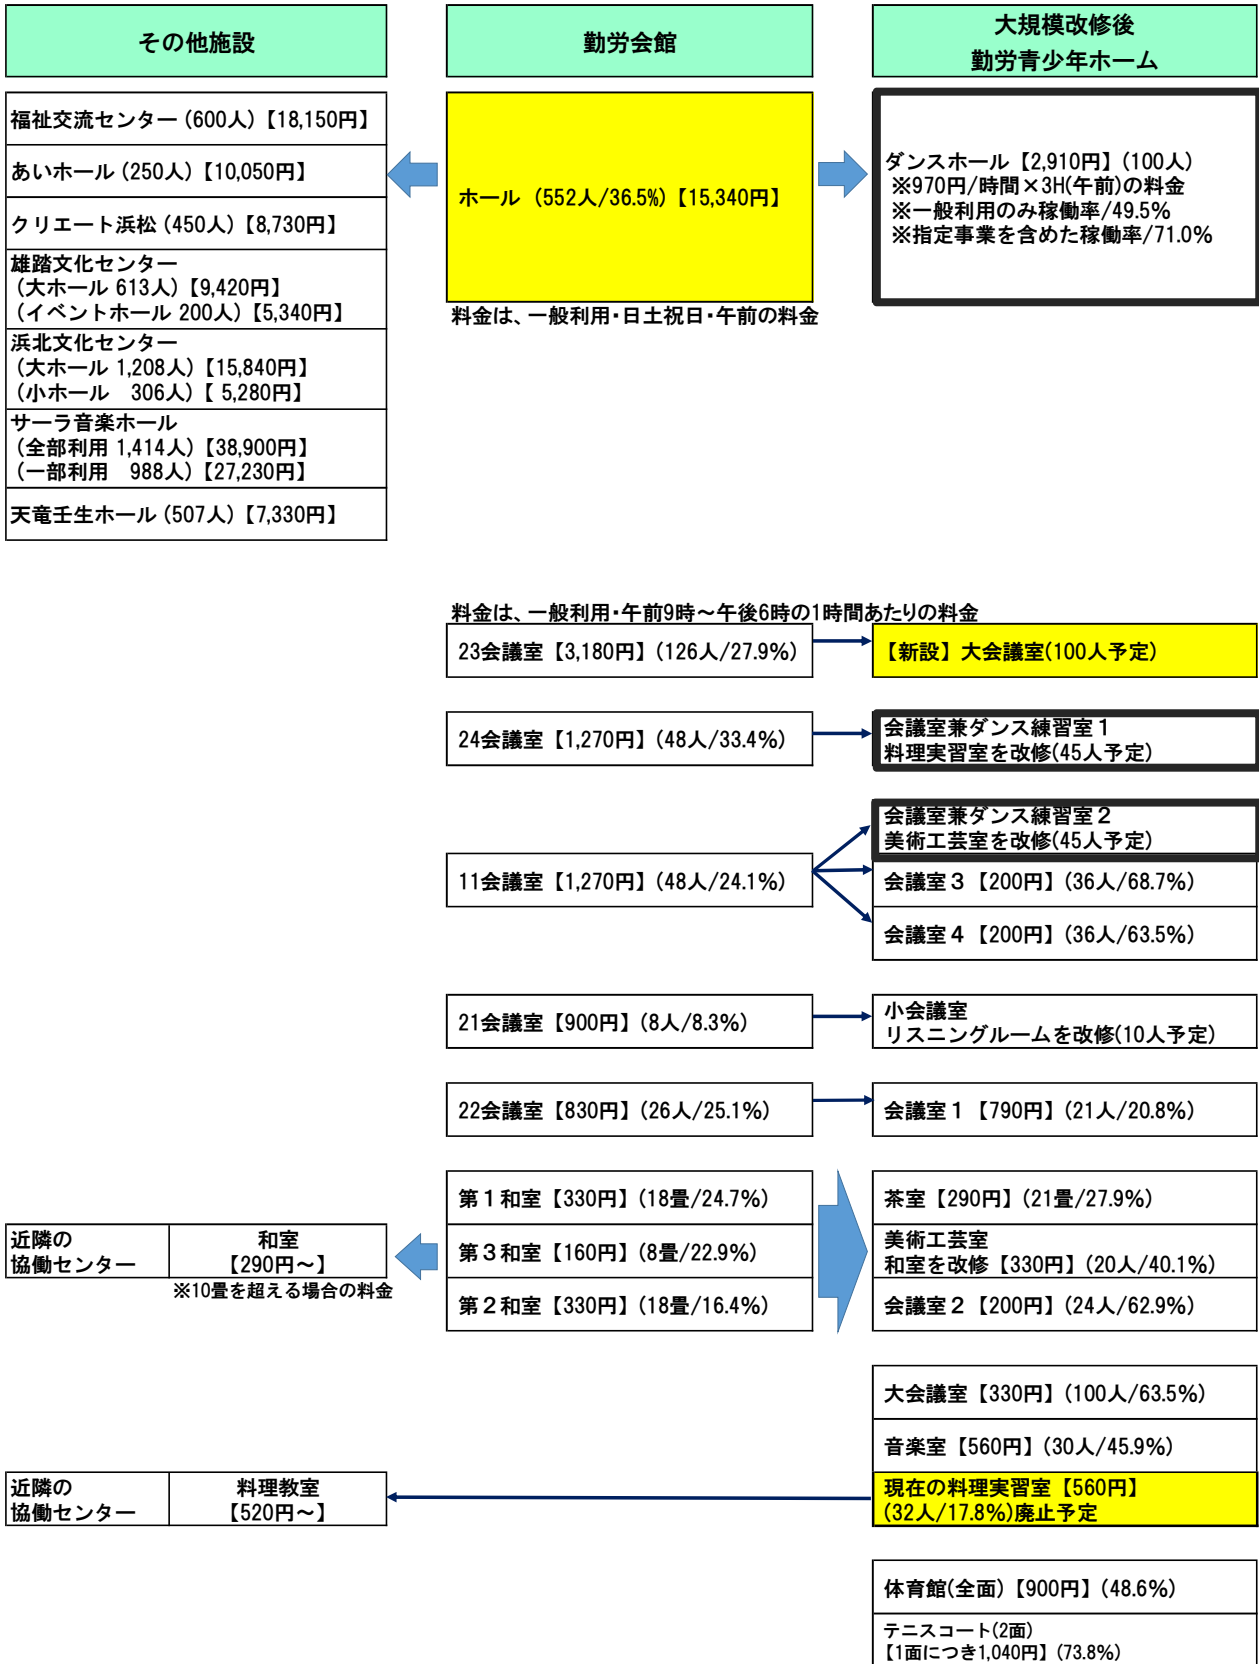 その他施設
勤労会館
大規模改修後
勤労青少年ホーム
福祉交流センター（600人）【18,150円】
あいホール（250人）【10,050円】
クリエート浜松（450人）【8,730円】
雄踏文化センター
（大ホール 613人）【9,420円】
（イベントホール 200人）【5,340円】
浜北文化センター
（大ホール 1,208人）【15,840円】
（小ホール　306人）【 5,280円】
サーラ音楽ホール
（全部利用 1,414人）【38,900円】
（一部利用　988人）【27,230円】
天竜壬生ホール（507人）【7,330円】
ホール（552人/36.5%）【15,340円】
料金は、一般利用・日土祝日・午前の料金
ダンスホール【2,910円】（100人）
※970円/時間×3H(午前)の料金
※一般利用のみ稼働率/49.5%
※指定事業を含めた稼働率/71.0%
料金は、一般利用・午前9時～午後6時の1時間あたりの料金
23会議室【3,180円】（126人/27.9%）
【新設】大会議室(100人予定)
24会議室【1,270円】（48人/33.4%）
会議室兼ダンス練習室１
料理実習室を改修(45人予定)
11会議室【1,270円】（48人/24.1%）
会議室兼ダンス練習室２
美術工芸室を改修(45人予定)
会議室３【200円】（36人/68.7%）
会議室４【200円】（36人/63.5%）
21会議室【900円】（8人/8.3%）
小会議室
リスニングルームを改修(10人予定)
22会議室【830円】（26人/25.1%）
会議室１【790円】（21人/20.8%）
第１和室【330円】（18畳/24.7%）
第３和室【160円】（8畳/22.9%）
第２和室【330円】（18畳/16.4%）
茶室【290円】（21畳/27.9%）
美術工芸室
和室を改修【330円】（20人/40.1%）
会議室２【200円】（24人/62.9%）
近隣の
協働センター
和室
【290円～】
※10畳を超える場合の料金
大会議室【330円】（100人/63.5%）
音楽室【560円】（30人/45.9%）
現在の料理実習室【560円】
（32人/17.8%）廃止予定
近隣の
協働センター
料理教室
【520円～】
体育館(全面)【900円】（48.6%）
テニスコート(2面)
【1面につき1,040円】（73.8%）